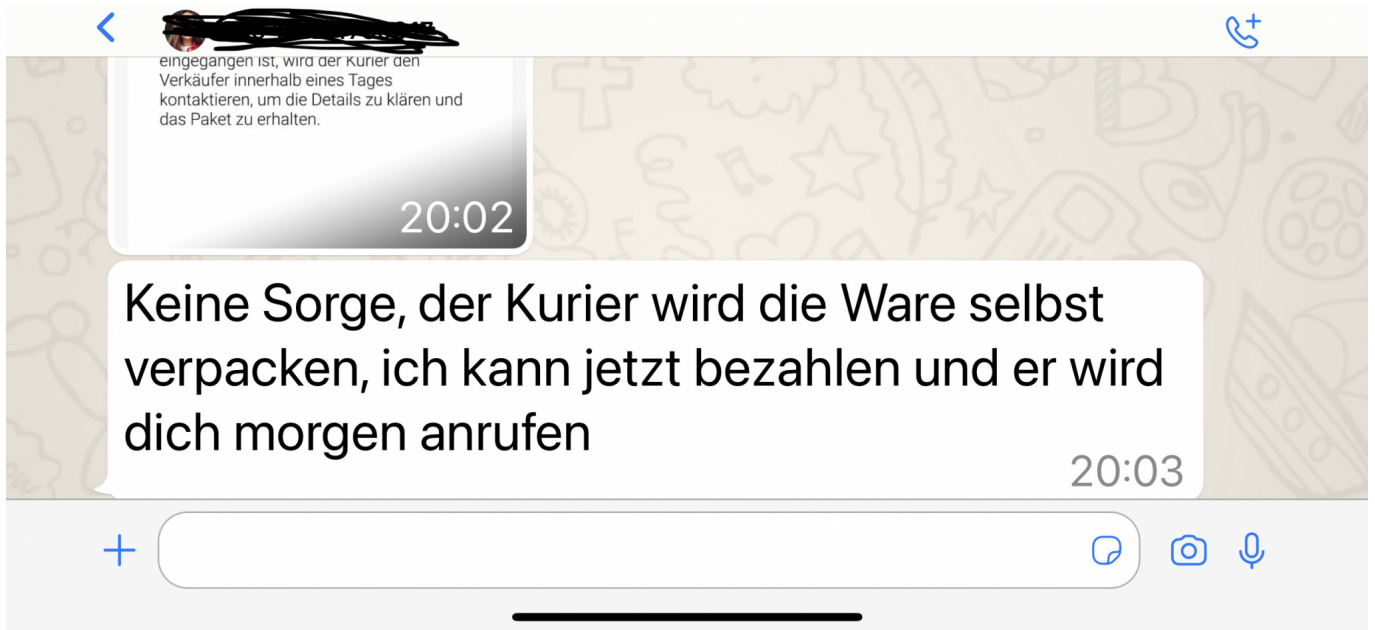 eingegangen ist, wird der Kurier den
Verkäufer innerhalb eines Tages
kontaktieren, um die Details zu klären und
das Paket zu erhalten.
20:02
Keine Sorge, der Kurier wird die Ware selbst
verpacken, ich kann jetzt bezahlen und er wird
dich morgen anrufen
20:03